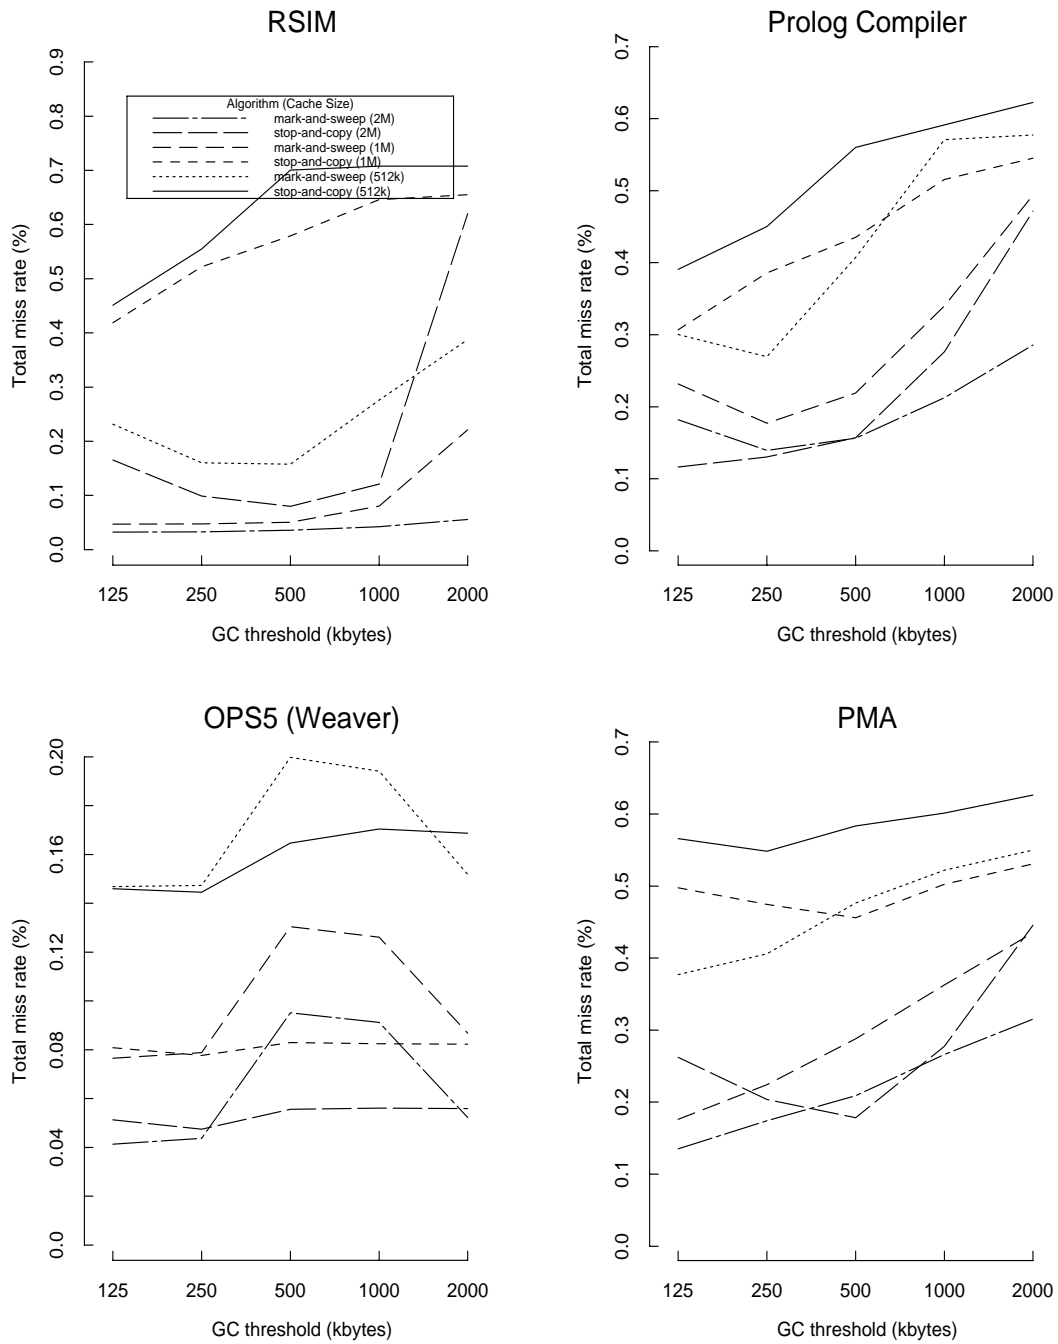 RSIM
0.9
0.8
0.7
0.6
0.5
0.4
0.3
0.2
0.1
0.0
Total miss rate (%)
Algorithm (Cache Size)
mark-and-sweep (2M)
stop-and-copy (2M)
mark-and-sweep (1M)
stop-and-copy (1M)
mark-and-sweep (512k)
stop-and-copy (512k)
125 250 500 1000 2000
GC threshold (kbytes)
Prolog Compiler
0.7
0.6
0.5
0.4
0.3
0.2
0.1
0.0
Total miss rate (%)
125 250 500 1000 2000
GC threshold (kbytes)
OPS5 (Weaver)
0.20
0.16
0.12
0.08
0.04
0.0
Total miss rate (%)
125 250 500 1000 2000
GC threshold (kbytes)
PMA
0.7
0.6
0.5
0.4
0.3
0.2
0.1
0.0
Total miss rate (%)
125 250 500 1000 2000
GC threshold (kbytes)